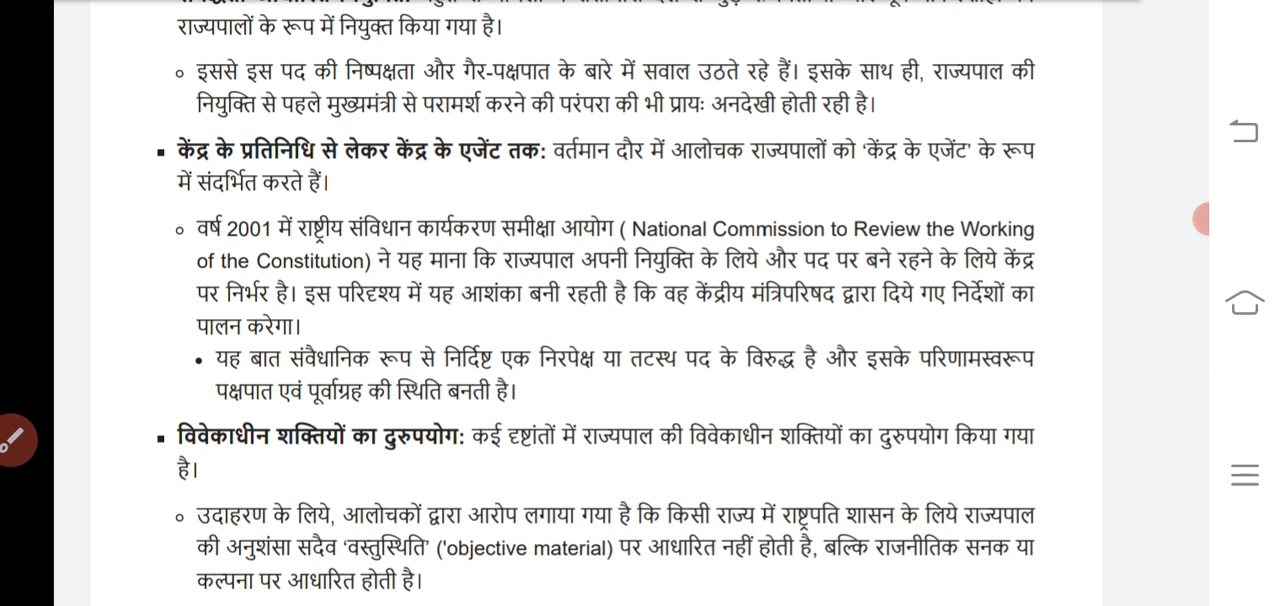 राज्यपालों के रूप में नियुक्त किया गया है।
इससे इस पद की निष्पक्षता और गैर-पक्षपात के बारे में सवाल उठते रहे हैं। इसके साथ ही, राज्यपाल की
नियुक्ति से पहले मुख्यमंत्री से परामर्श करने की परंपरा की भी प्रायः अनदेखी होती रही है।
केंद्र के प्रतिनिधि से लेकर केंद्र के एजेंट तक: वर्तमान दौर में आलोचक राज्यपालों को ‘केंद्र के एजेंट’ के रूप
में संदर्भित करते हैं।
वर्ष 2001 में राष्ट्रीय संविधान कार्यकरण समीक्षा आयोग ( National Commission to Review the Working
of the Constitution) ने यह माना कि राज्यपाल अपनी नियुक्ति के लिये और पद पर बने रहने के लिये केंद्र
पर निर्भर है। इस परिदृश्य में यह आशंका बनी रहती है कि वह केंद्रीय मंत्रिपरिषद द्वारा दिये गए निर्देशों का
पालन करेगा।
यह बात संवैधानिक रूप से निर्दिष्ट एक निरपेक्ष या तटस्थ पद के विरुद्ध है और इसके परिणामस्वरूप
पक्षपात एवं पूर्वाग्रह की स्थिति बनती है।
विवेकाधीन शक्तियों का दुरुपयोग: कई दृष्टांतों में राज्यपाल की विवेकाधीन शक्तियों का दुरुपयोग किया गया
है।
उदाहरण के लिये, आलोचकों द्वारा आरोप लगाया गया है कि किसी राज्य में राष्ट्रपति शासन के लिये राज्यपाल
की अनुशंसा सदैव ‘वस्तुस्थिति’ ('objective material) पर आधारित नहीं होती है, बल्कि राजनीतिक सनक या
कल्पना पर आधारित होती है।